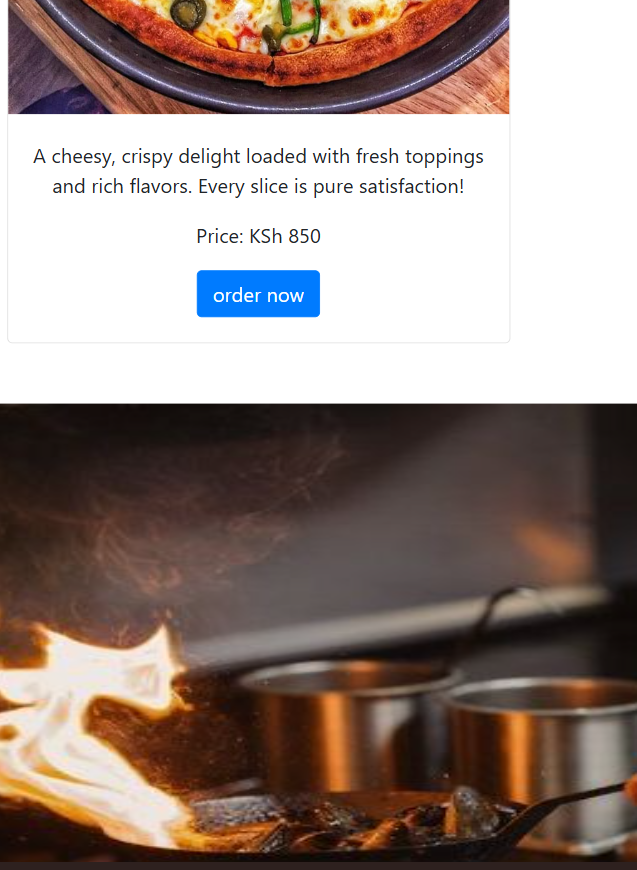 A cheesy, crispy delight loaded with fresh toppings
and rich flavors. Every slice is pure satisfaction!
Price: KSh 850
order now